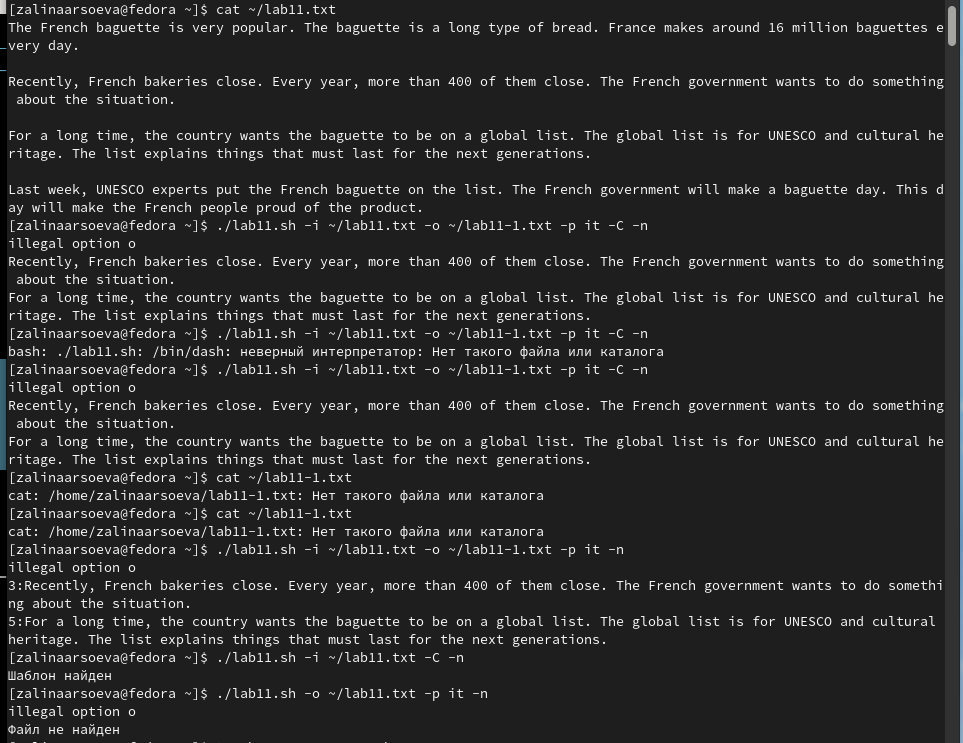 [zalinaarsoeva@fedora ~]$ cat ~/lab11.txt
The French baguette is very popular. The baguette is a long type of bread. France makes around 16 million baguettes e
very day.
Recently, French bakeries close. Every year, more than 400 of them close. The French government wants to do something
 about the situation.
For a long time, the country wants the baguette to be on a global list. The global list is for UNESCO and cultural he
ritage. The list explains things that must last for the next generations.
Last week, UNESCO experts put the French baguette on the list. The French government will make a baguette day. This d
ay will make the French people proud of the product.
[zalinaarsoeva@fedora ~]$ ./lab11.sh -i ~/lab11.txt -o ~/lab11-1.txt -p it -C -n
illegal option o
Recently, French bakeries close. Every year, more than 400 of them close. The French government wants to do something
 about the situation.
For a long time, the country wants the baguette to be on a global list. The global list is for UNESCO and cultural he
ritage. The list explains things that must last for the next generations.
[zalinaarsoeva@fedora ~]$ ./lab11.sh -i ~/lab11.txt -o ~/lab11-1.txt -p it -C -n
bash: ./lab11.sh: /bin/dash: неверный интерпретатор: Нет такого файла или каталога
[zalinaarsoeva@fedora ~]$ ./lab11.sh -i ~/lab11.txt -o ~/lab11-1.txt -p it -C -n
illegal option o
Recently, French bakeries close. Every year, more than 400 of them close. The French government wants to do something
 about the situation.
For a long time, the country wants the baguette to be on a global list. The global list is for UNESCO and cultural he
ritage. The list explains things that must last for the next generations.
[zalinaarsoeva@fedora ~]$ cat ~/lab11-1.txt
cat: /home/zalinaarsoeva/lab11-1.txt: Нет такого файла или каталога
[zalinaarsoeva@fedora ~]$ cat ~/lab11-1.txt
cat: /home/zalinaarsoeva/lab11-1.txt: Нет такого файла или каталога
[zalinaarsoeva@fedora ~]$ ./lab11.sh -i ~/lab11.txt -o ~/lab11-1.txt -p it -n
illegal option o
3:Recently, French bakeries close. Every year, more than 400 of them close. The French government wants to do somethi
ng about the situation.
5:For a long time, the country wants the baguette to be on a global list. The global list is for UNESCO and cultural 
heritage. The list explains things that must last for the next generations.
[zalinaarsoeva@fedora ~]$ ./lab11.sh -i ~/lab11.txt -C -n
Шаблон найден
[zalinaarsoeva@fedora ~]$ ./lab11.sh -o ~/lab11.txt -p it -n
illegal option o
Файл не найден